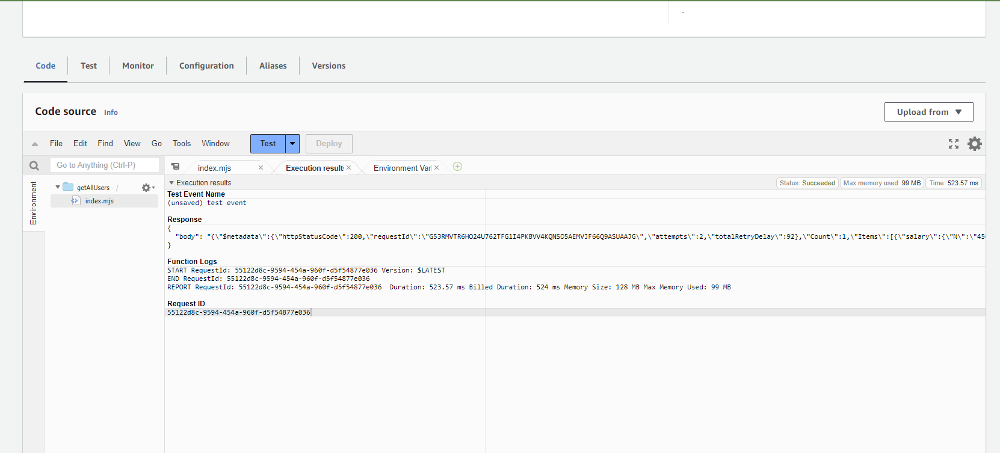 -
Code Test Monitor Configuration Aliases Versions
Code source Info Upload from
File Edit Find View Go Tools Window Test Deploy
Go to Anything (Ctrl-P) index.mjs Execution results Environment Var
Environment
getAllUsers - /
index.mjs
Execution results Status: Succeeded Max memory used: 99 MB Time: 523.57 ms
Test Event Name
(unsaved) test event
Response
{
"body": "{\"$metadata\":{\"httpStatusCode\":200,\"requestId\":\"G53RMVTR6HO24U762TFG1I4PKBVV4KQNSO5AEMVJF66Q9ASUAAJG\",\"attempts\":2,\"totalRetryDelay\":92},\"Count\":1,\"Items\":[{\"salary\":{\"N\":\"450
}
Function Logs
START RequestId: 55122d8c-9594-454a-960f-d5f54877e036 Version: $LATEST
END RequestId: 55122d8c-9594-454a-960f-d5f54877e036
REPORT RequestId: 55122d8c-9594-454a-960f-d5f54877e036 Duration: 523.57 ms Billed Duration: 524 ms Memory Size: 128 MB Max Memory Used: 99 MB
Request ID
55122d8c-9594-454a-960f-d5f54877e036